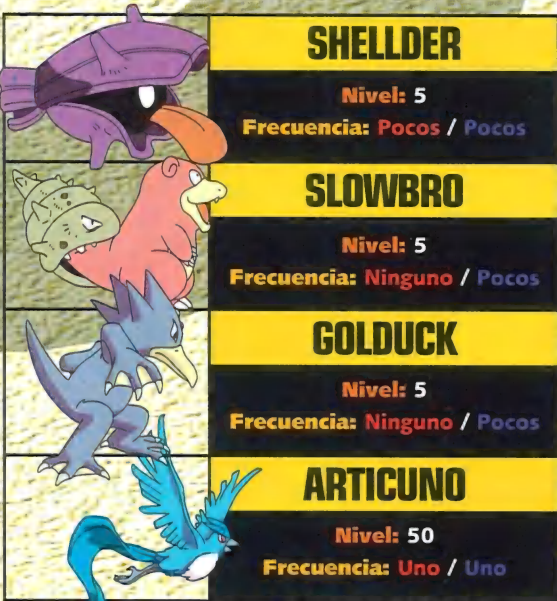 SHELLDER
Nivel: 5
Frecuencia: Pocos / Pocos
SLOWBRO
Nivel: 5
Frecuencia: Ninguno / Pocos
GOLDUCK
Nivel: 5
Frecuencia: Ninguno / Pocos
ARTICUNO
Nivel: 50
Frecuencia: Uno / Uno